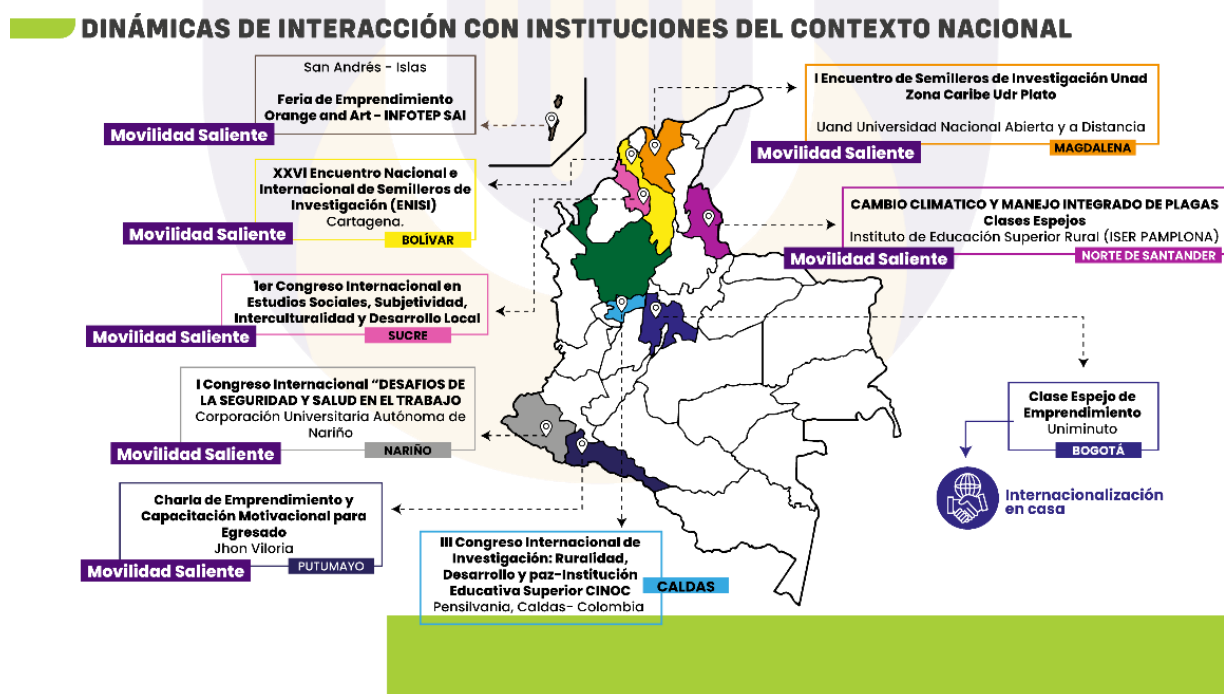 DINÁMICAS DE INTERACCIÓN CON INSTITUCIONES DEL CONTEXTO NACIONAL
San Andrés - Islas
Feria de Emprendimiento
Orange and Art - INFOTEP SAI
Movilidad Saliente
XXVI Encuentro Nacional e
Internacional de Semilleros de
Investigación (ENISI)
Cartagena.
BOLÍVAR
Movilidad Saliente
1er Congreso Internacional en
Estudios Sociales, Subjetividad,
Interculturalidad y Desarrollo Local
SUCRE
Movilidad Saliente
I Congreso Internacional “DESAFIOS DE
LA SEGURIDAD Y SALUD EN EL TRABAJO
Corporación Universitaria Autónoma de
Nariño
NARIÑO
Movilidad Saliente
Charla de Emprendimiento y
Capacitación Motivacional para
Egresado
Jhon Viloria
PUTUMAYO
Movilidad Saliente
III Congreso Internacional de
Investigación: Ruralidad,
Desarrollo y paz-Institución
Educativa Superior CINOC
Pensilvania, Caldas- Colombia
CALDAS
I Encuentro de Semilleros de Investigación Unad
Zona Caribe Udr Plato
Uand Universidad Nacional Abierta y a Distancia
MAGDALENA
Movilidad Saliente
CAMBIO CLIMATICO Y MANEJO INTEGRADO DE PLAGAS
Clases Espejos
Instituto de Educación Superior Rural (ISER PAMPLONA)
NORTE DE SANTANDER
Movilidad Saliente
Clase Espejo de
Emprendimiento
Uniminuto
BOGOTÁ
Internacionalización
en casa